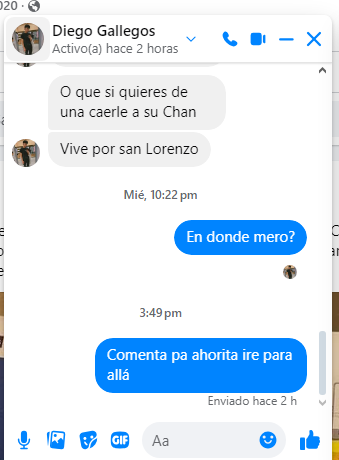 2020 ·
Diego Gallegos
Activo(a) hace 2 horas
O que si quieres de
una caerle a su Chan
Vive por san Lorenzo
Mié, 10:22 pm
En donde mero?
3:49 pm
Comenta pa ahorita ire para
allá
Enviado hace 2 h
GIF
Aa